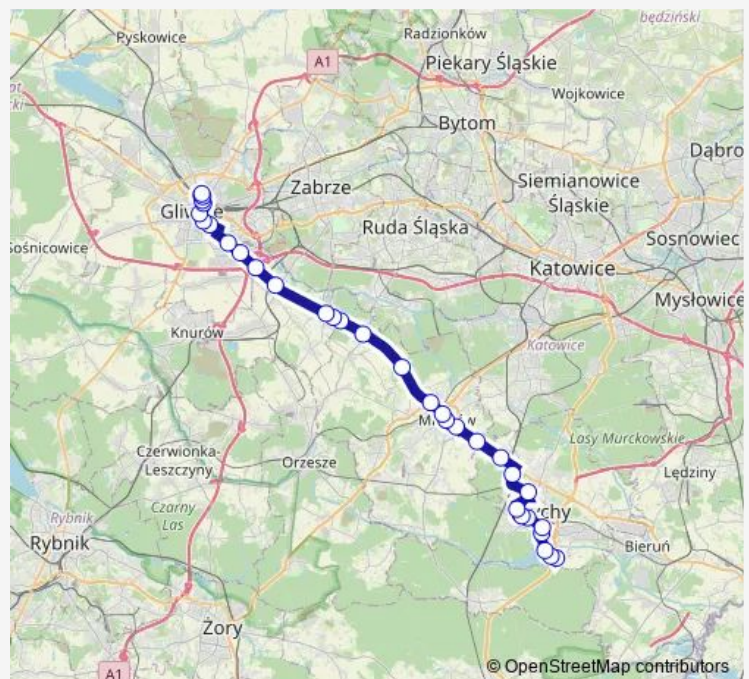 będziński
Radzionków
Pyskowice
A1
Piekary Śląskie
Wojkowice
Bytom
Dąbro
Zabrze
Siemianowice
Śląskie
Gliwice
Ruda Śląska
Sosnowiec
Sośnicowice
Katowice
Mysłowice
Knurów
Katowice
Lasy Murckowskie
Czerwionka-
Leszczyny
Orzesze
Lędziny
Czarny
Las
Rybnik
Rybnik
Bieruń
Żory
A1
© OpenStreetMap contributors